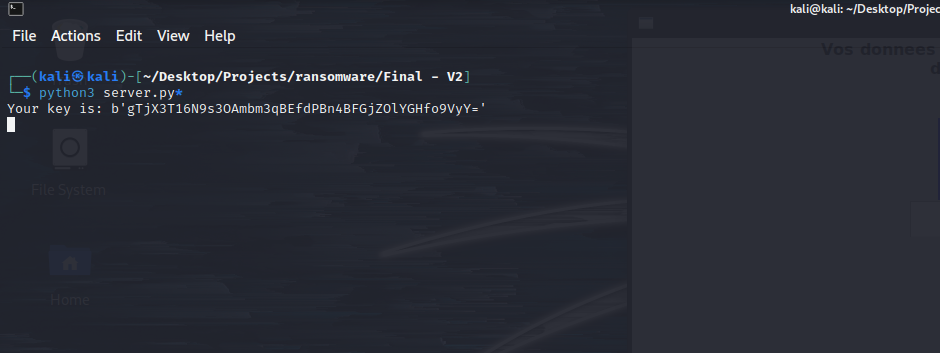 kali@kali: ~/Desktop/Projec
File Actions Edit View Help
Vos donnees
d
┌──(kali㉿kali)-[~/Desktop/Projects/ransomware/Final - V2]
└─$ python3 server.py*
Your key is: b'gTjX3T16N9s3OAmbm3qBEfdPBn4BFGjZOlYGHfo9VyY='
File System
Home